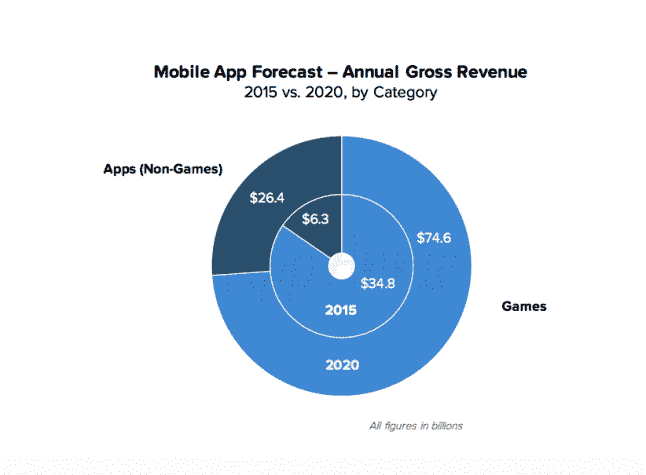 Mobile App Forecast – Annual Gross Revenue
2015 vs. 2020, by Category
Apps (Non-Games)
$26.4
$6.3
$74.6
$34.8
2015
Games
2020
All figures in billions